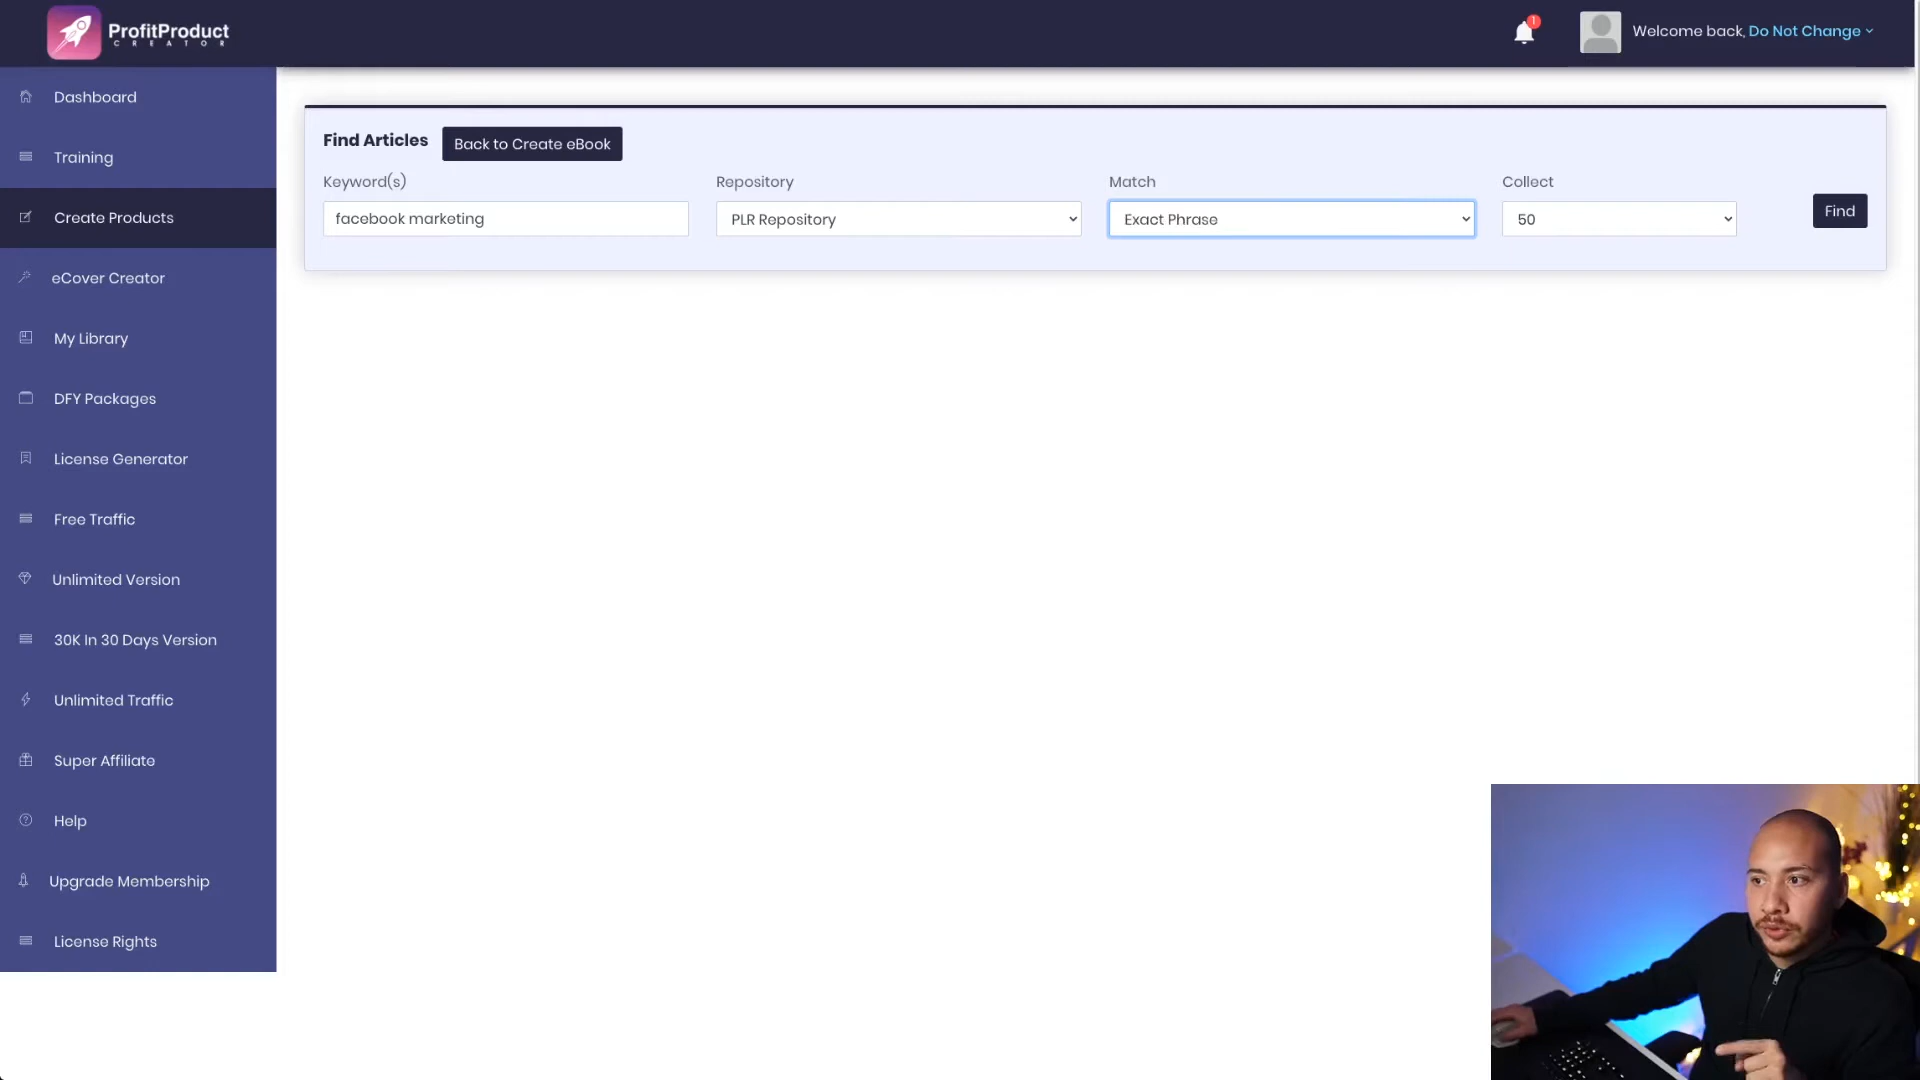 ProfitProduct
CREATOR
1
Welcome back, Do Not Change
Dashboard
Training
Create Products
eCover Creator
My Library
DFY Packages
License Generator
Free Traffic
Unlimited Version
30K In 30 Days Version
Unlimited Traffic
Super Affiliate
Help
Upgrade Membership
License Rights
Find Articles
Back to Create eBook
Keyword(s)
Repository
Match
Collect
facebook marketing
PLR Repository
Exact Phrase
50
Find